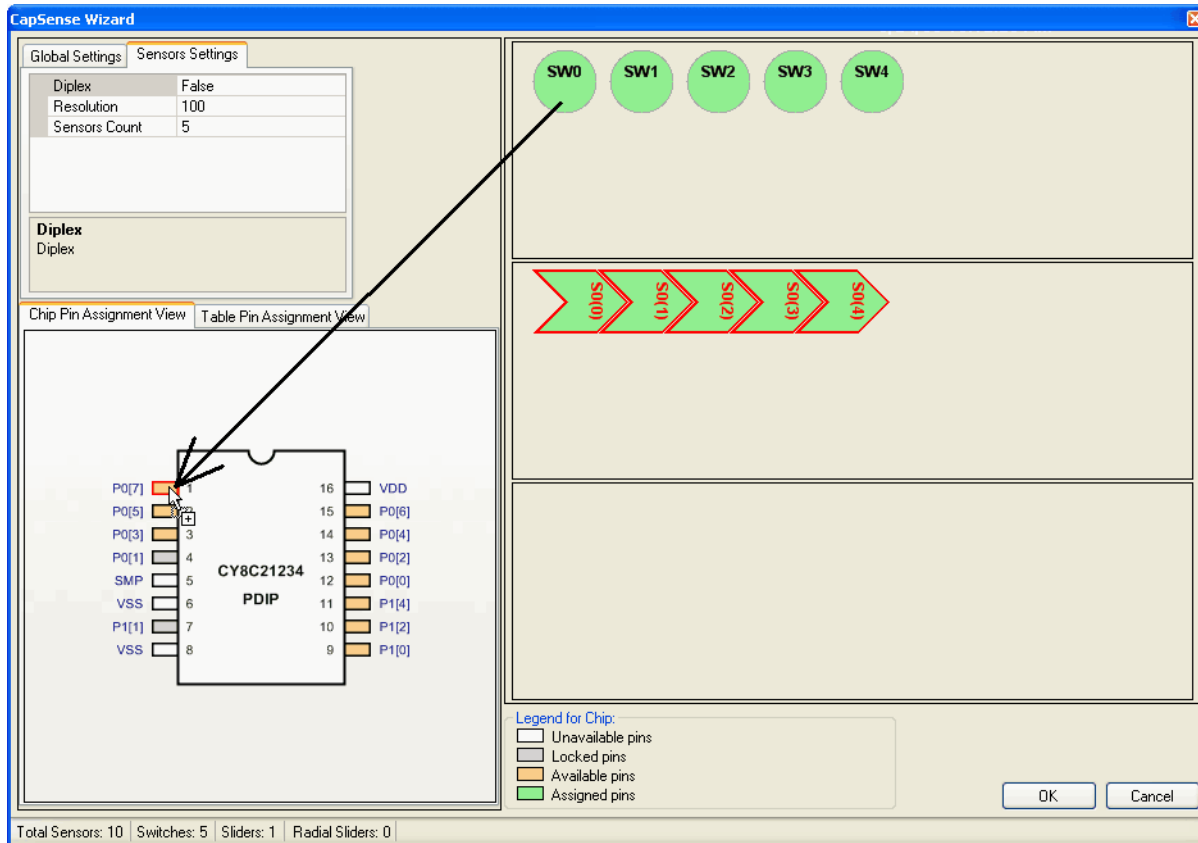 CapSense Wizard
Global Settings Sensors Settings
Diplex False
Resolution 100
Sensors Count 5
Diplex
Diplex
Chip Pin Assignment View Table Pin Assignment View
P0[7] 1 16 VDD
P0[5] 15 P0[6]
P0[3] 3 14 P0[4]
P0[1] 4 13 P0[2]
SMP 5 12 P0[0]
VSS 6 11 P1[4]
P1[1] 7 10 P1[2]
VSS 8 9 P1[0]
CY8C21234
PDIP
SW0 SW1 SW2 SW3 SW4
S0(0) S0(1) S0(2) S0(3) S0(4)
Legend for Chip:
Unavailable pins
Locked pins
Available pins
Assigned pins
OK Cancel
Total Sensors: 10 Switches: 5 Sliders: 1 Radial Sliders: 0